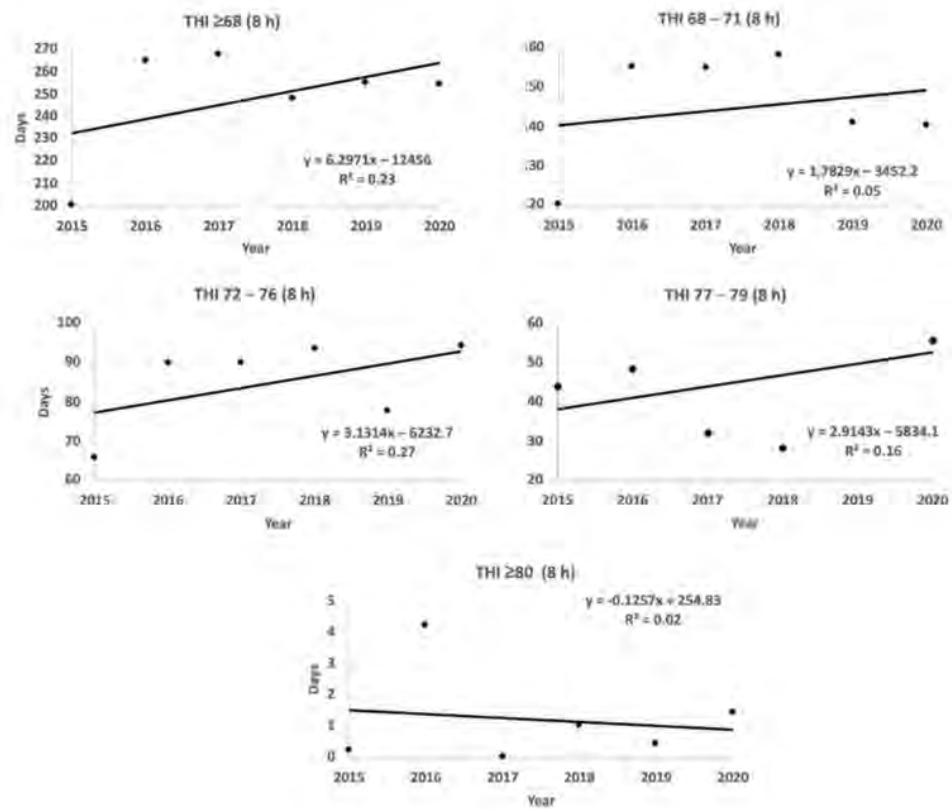 THI ≥68 (8 h)
270
260
250
240
230
220
210
200
Days
y = 6.2971x – 12456
R² = 0.23
2015 2016 2017 2018 2019 2020
Year
THI 68 – 71 (8 h)
.60
.50
.40
.30
.20
y = 1.7829x – 3452.2
R² = 0.05
2015 2016 2017 2018 2019 2020
Year
THI 72 – 76 (8 h)
100
90
80
70
60
Days
y = 3.1314x – 6232.7
R² = 0.27
2015 2016 2017 2018 2019 2020
Year
THI 77 – 79 (8 h)
60
50
40
30
20
Days
y = 2.9143x – 5834.1
R² = 0.16
2015 2016 2017 2018 2019 2020
Year
THI ≥80 (8 h)
5
4
3
2
1
0
Days
y = -0.1257x + 254.83
R² = 0.02
2015 2016 2017 2018 2019 2020
Year